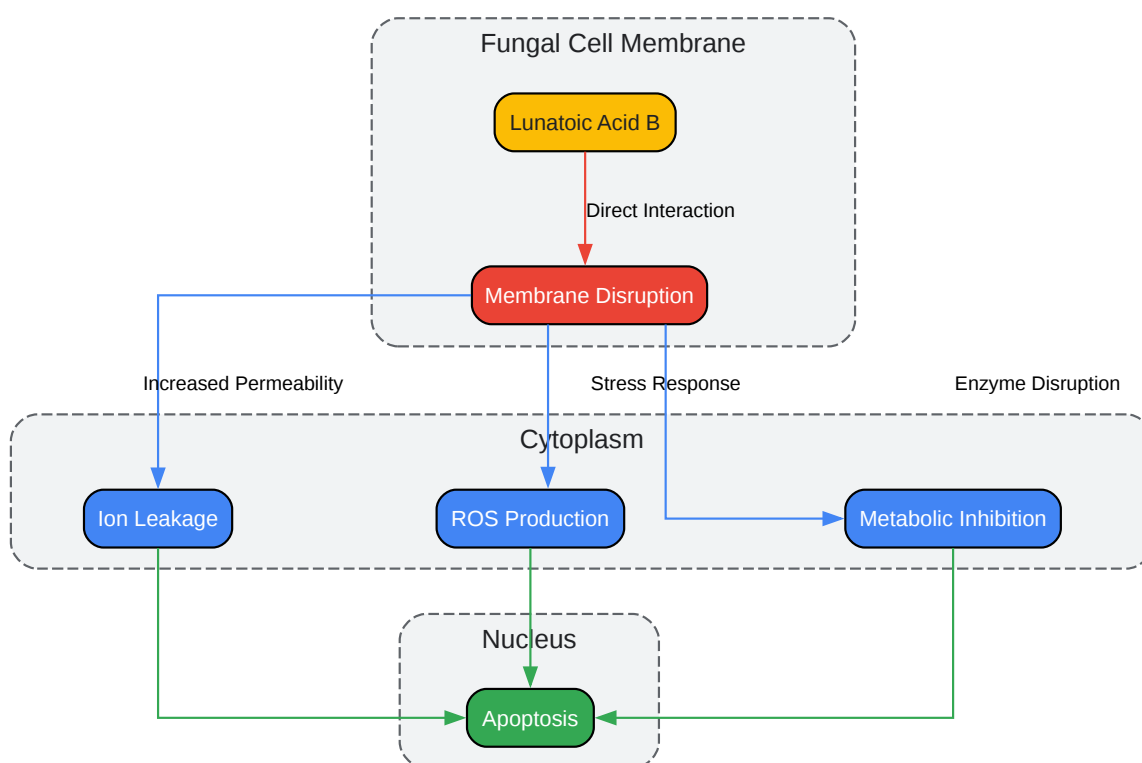 Fungal Cell Membrane
Lunatoic Acid B
Direct Interaction
Membrane Disruption
Increased Permeability
Stress Response
Enzyme Disruption
Cytoplasm
Ion Leakage
ROS Production
Metabolic Inhibition
Nucleus
Apoptosis